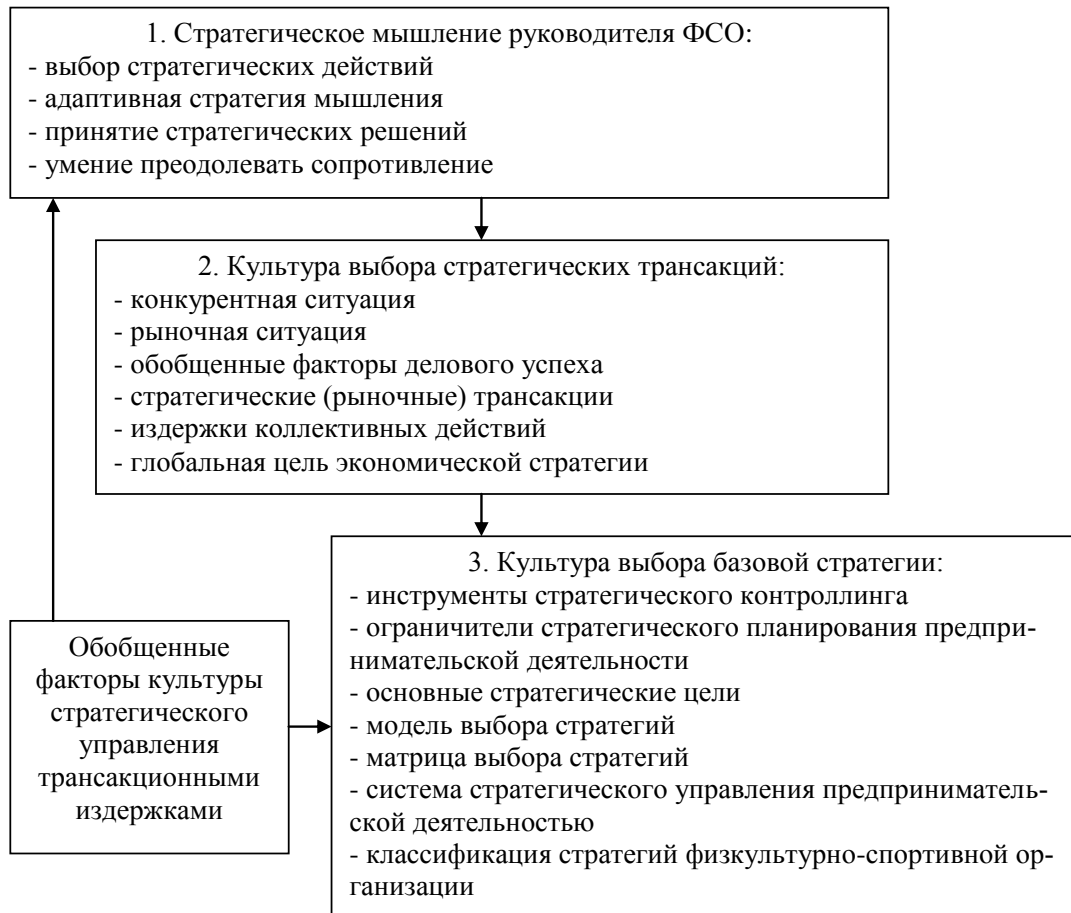 1. Стратегическое мышление руководителя ФСО:
- выбор стратегических действий
- адаптивная стратегия мышления
- принятие стратегических решений
- умение преодолевать сопротивление
2. Культура выбора стратегических трансакций:
- конкурентная ситуация
- рыночная ситуация
- обобщенные факторы делового успеха
- стратегические (рыночные) трансакции
- издержки коллективных действий
- глобальная цель экономической стратегии
3. Культура выбора базовой стратегии:
- инструменты стратегического контроллинга
- ограничители стратегического планирования предпри-
нимательской деятельности
- основные стратегические цели
- модель выбора стратегий
- матрица выбора стратегий
- система стратегического управления предприниматель-
ской деятельностью
- классификация стратегий физкультурно-спортивной ор-
ганизации
Обобщенные
факторы культуры
стратегического
управления
трансакционными
издержками